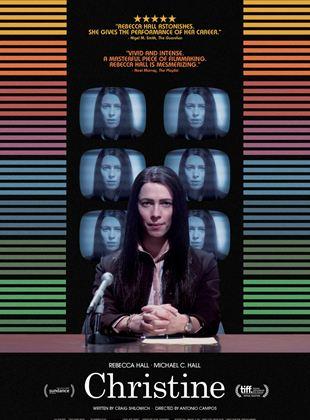 ★★★★★
"REBECCA HALL ASTONISHES.
SHE GIVES THE PERFORMANCE OF HER CAREER."
- Nigel M. Smith, The Guardian
"VIVID AND INTENSE.
A MASTERFUL PIECE OF FILMMAKING.
REBECCA HALL IS MESMERIZING."
REBECCA HALL MICHAEL C. HALL
sundance
Christine
tiff
WRITTEN BY CRAIG SHILOWICH DIRECTED BY ANTONIO CAMPOS